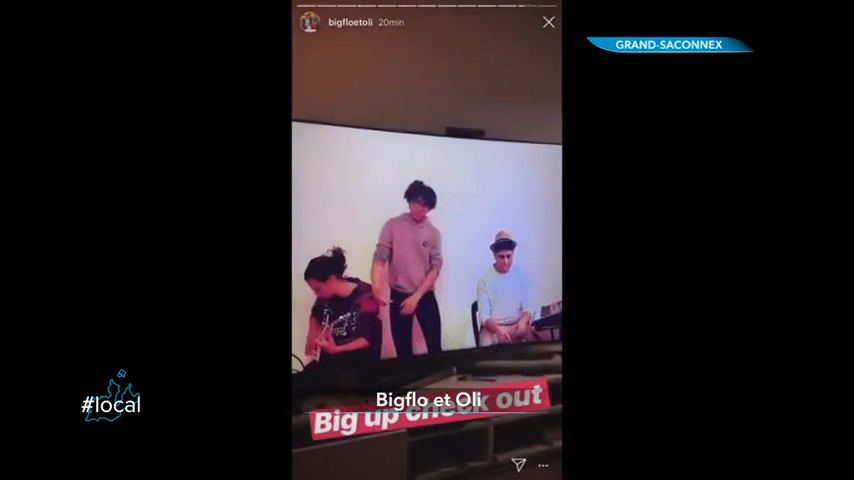 bigfloetoli 20min
GRAND-SACONNEX
#local
Bigflo et Oli
Big up check out